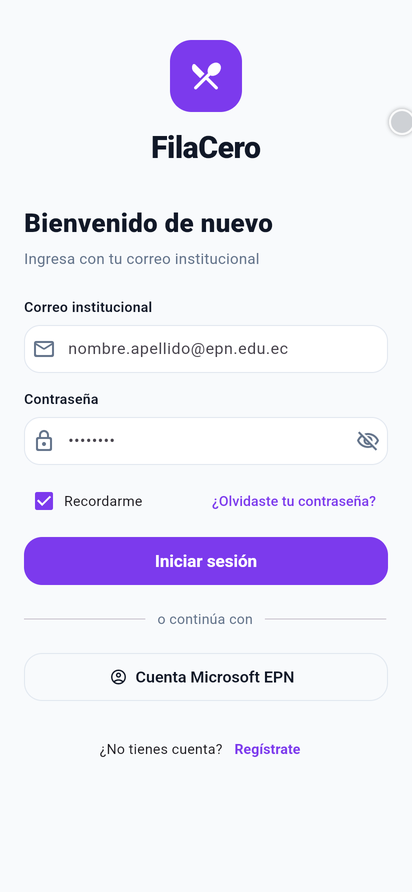 FilaCero
Bienvenido de nuevo
Ingresa con tu correo institucional
Correo institucional
nombre.apellido@epn.edu.ec
Contraseña
••••••••
Recordarme ¿Olvidaste tu contraseña?
Iniciar sesión
o continúa con
Cuenta Microsoft EPN
¿No tienes cuenta? Regístrate